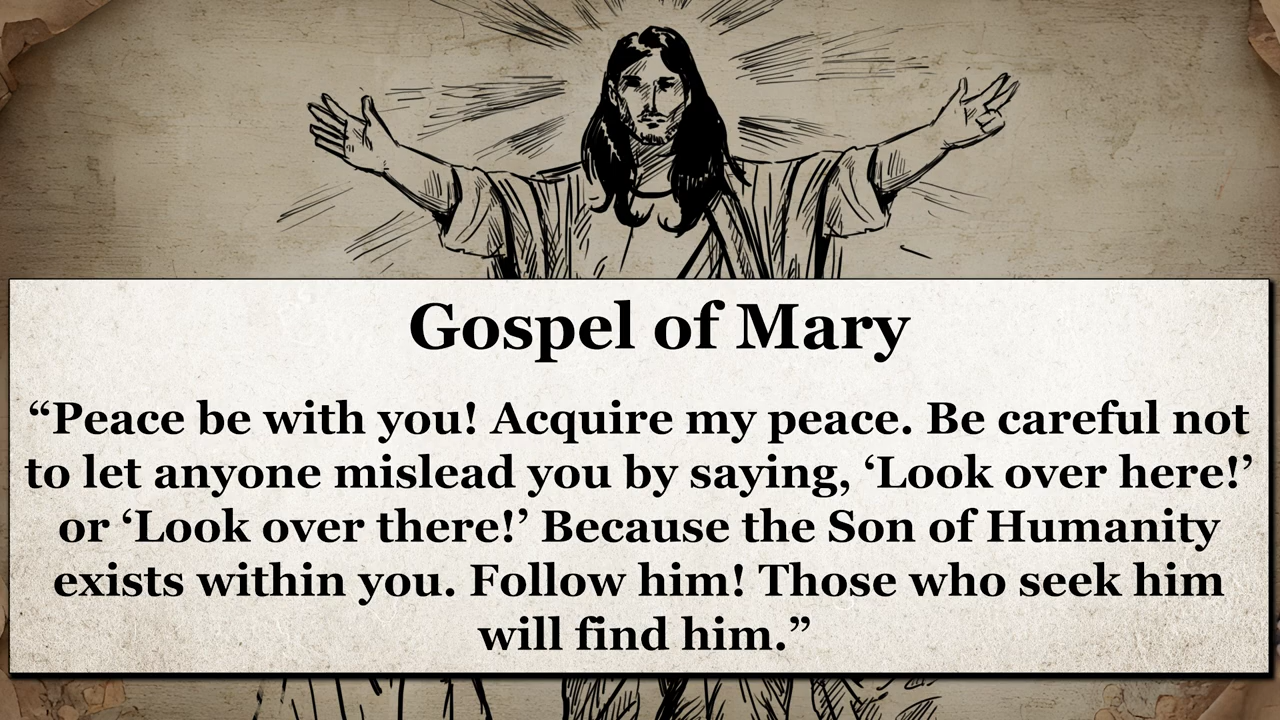 Gospel of Mary
“Peace be with you! Acquire my peace. Be careful not
to let anyone mislead you by saying, ‘Look over here!’
or ‘Look over there!’ Because the Son of Humanity
exists within you. Follow him! Those who seek him
will find him.”